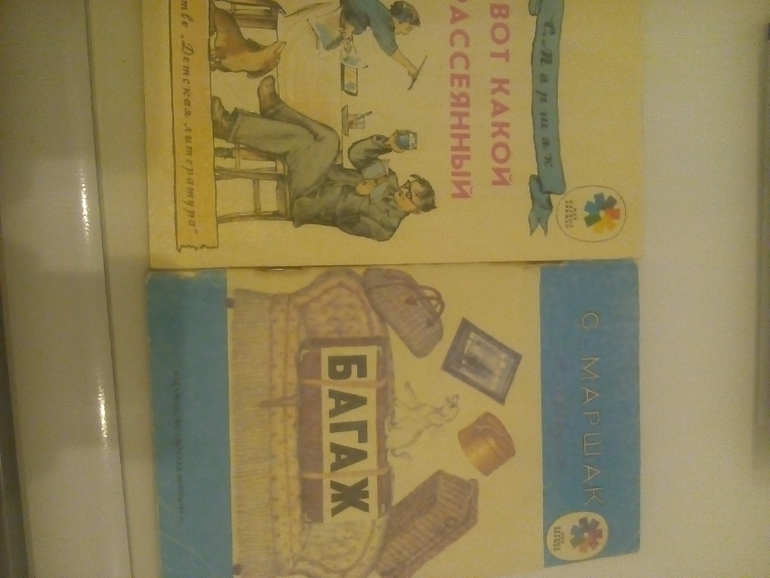 С. Маршак
ВОТ КАКОЙ
РАССЕЯННЫЙ
"Детская литература"
С. МАРШАК
БАГАЖ